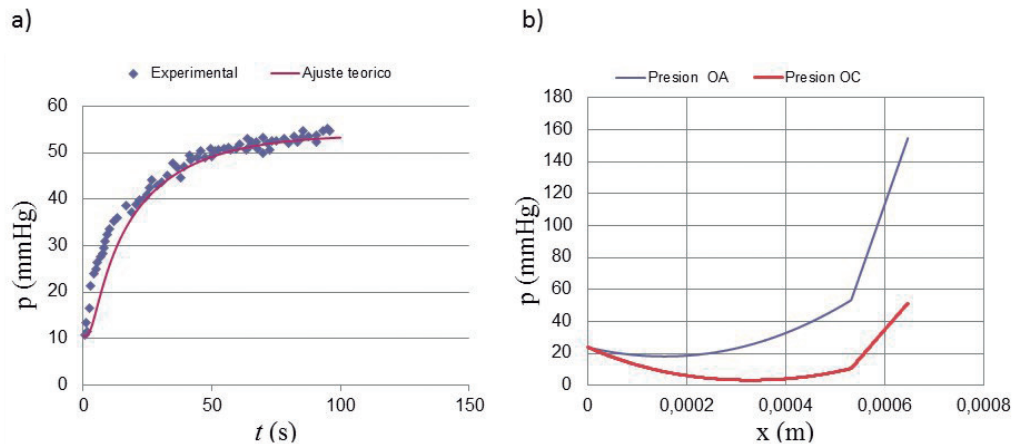 a)
Experimental
Ajuste teorico
60
50
40
30
20
10
0
p (mmHg)
0
50
100
150
t (s)
b)
Presion OA
Presion OC
180
160
140
120
100
80
60
40
20
0
p (mmHg)
0
0,0002
0,0004
0,0006
0,0008
x (m)